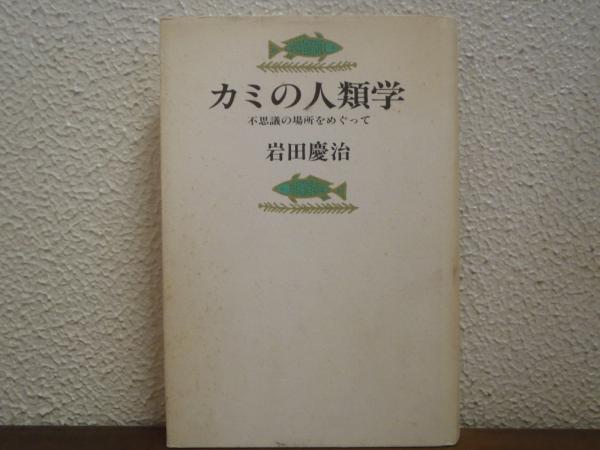 カミの人類学
不思議の場所をめぐって
岩田慶治